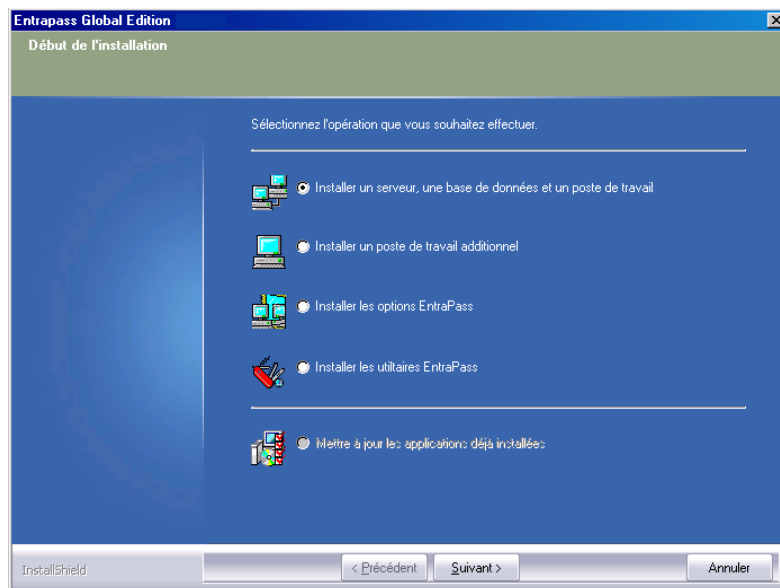 Entrapass Global Edition
Début de l'installation
Sélectionnez l'opération que vous souhaitez effectuer.
Installer un serveur, une base de données et un poste de travail
Installer un poste de travail additionnel
Installer les options EntraPass
Installer les utiltaires EntraPass
Mettre à jour les applications déjà installées
InstallShield
< Précédent
Suivant >
Annuler